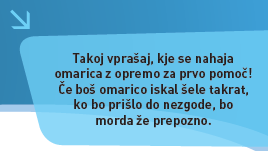 Takoj vprašaj, kje se nahaja
omarica z opremo za prvo pomoč!
Če boš omarico iskal šele takrat,
ko bo prišlo do nezgode, bo
morda že prepozno.